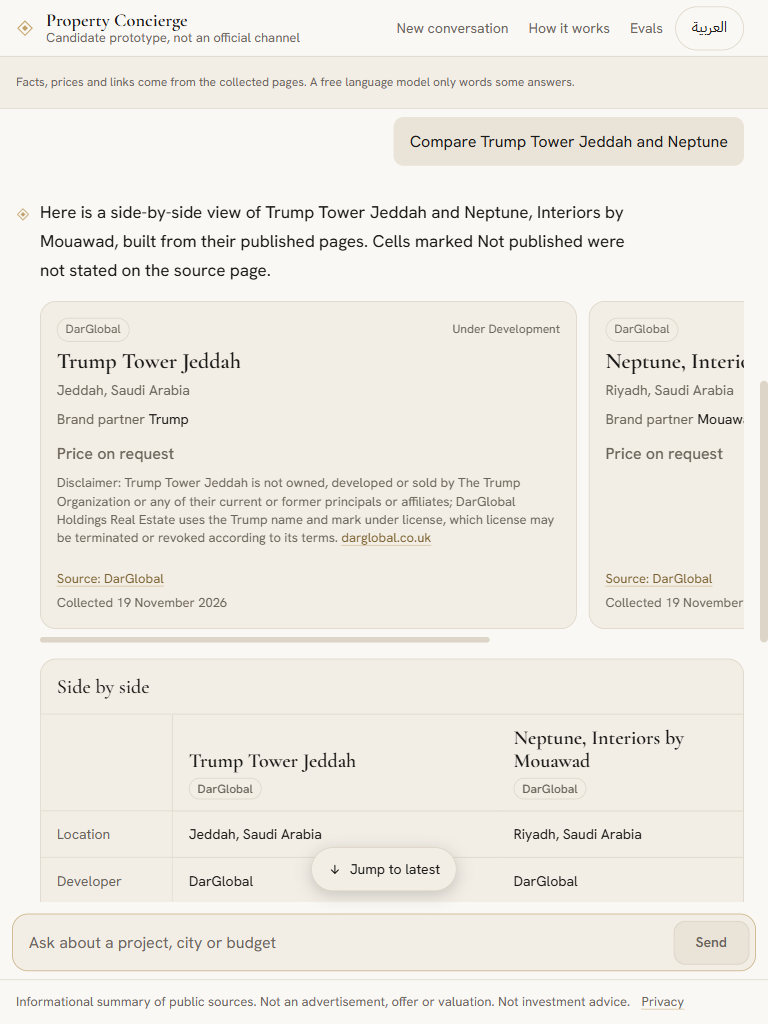 Property Concierge
Candidate prototype, not an official channel
New conversation
How it works
Evals
العربية
Facts, prices and links come from the collected pages. A free language model only words some answers.
Compare Trump Tower Jeddah and Neptune
Here is a side-by-side view of Trump Tower Jeddah and Neptune, Interiors by
Mouawad, built from their published pages. Cells marked Not published were
not stated on the source page.
DarGlobal
Under Development
Trump Tower Jeddah
Jeddah, Saudi Arabia
Brand partner Trump
Price on request
Disclaimer: Trump Tower Jeddah is not owned, developed or sold by The Trump
Organization or any of their current or former principals or affiliates; DarGlobal
Holdings Real Estate uses the Trump name and mark under license, which license may
be terminated or revoked according to its terms. darglobal.co.uk
Source: DarGlobal
Collected 19 November 2026
DarGlobal
Neptune,
Riyadh, Saudi Arabia
Brand partner
Price on request
Source: DarGlobal
Collected 19 November
Side by side
Trump Tower Jeddah
DarGlobal
Neptune, Interiors by
Mouawad
DarGlobal
Location
Jeddah, Saudi Arabia
Riyadh, Saudi Arabia
Developer
DarGlobal
DarGlobal
↓ Jump to latest
Ask about a project, city or budget
Send
Informational summary of public sources. Not an advertisement, offer or valuation. Not investment advice. Privacy